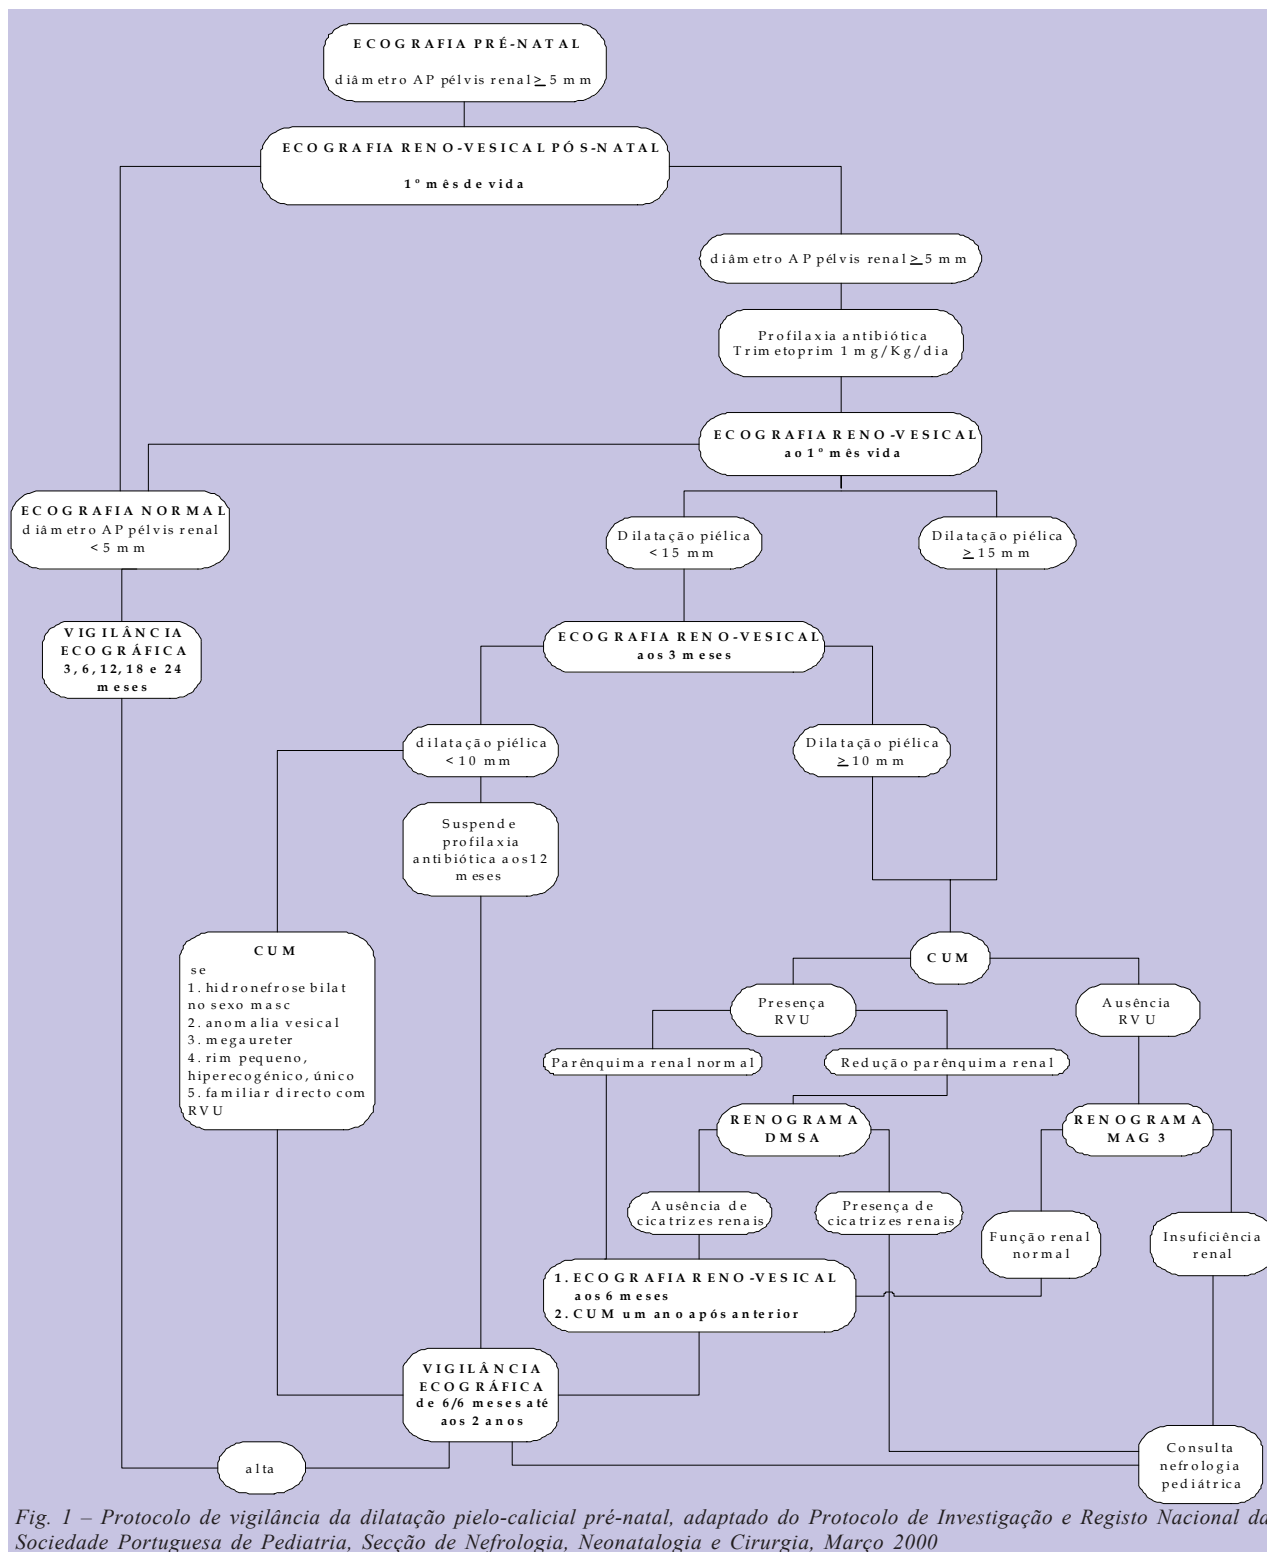 ECOGRAFIA PRÉ-NATAL
diâmetro AP pélvis renal ≥ 5 mm
ECOGRAFIA RENO-VESICAL PÓS-NATAL
1º mês de vida
diâmetro AP pélvis renal ≥ 5 mm
Profilaxia antibiótica
Trimetoprim 1 mg/Kg/dia
ECOGRAFIA RENO-VESICAL
ao 1º mês vida
ECOGRAFIA NORMAL
diâmetro AP pélvis renal
< 5 mm
Dilatação piélica
< 15 mm
Dilatação piélica
≥ 15 mm
VIGILÂNCIA
ECOGRÁFICA
3, 6, 12, 18 e 24
meses
ECOGRAFIA RENO-VESICAL
aos 3 meses
dilatação piélica
< 10 mm
Dilatação piélica
≥ 10 mm
Suspende
profilaxia
antibiótica aos 12
meses
CUM
se
1. hidronefrose bilat
no sexo masc
2. anomalia vesical
3. megaureter
4. rim pequeno,
hiperecogénico, único
5. familiar directo com
RVU
CUM
Presença
RVU
Ausência
RVU
Parênquima renal normal
Redução parênquima renal
RENOGRAMA
DMSA
RENOGRAMA
MAG 3
Ausência de
cicatrizes renais
Presença de
cicatrizes renais
Função renal
normal
Insuficiência
renal
1. ECOGRAFIA RENO-VESICAL
aos 6 meses
2. CUM um ano após anterior
VIGILÂNCIA
ECOGRÁFICA
de 6/6 meses até
aos 2 anos
alta
Consulta
nefrologia
pediátrica
Fig. 1 – Protocolo de vigilância da dilatação pielo-calicial pré-natal, adaptado do Protocolo de Investigação e Registo Nacional da
Sociedade Portuguesa de Pediatria, Secção de Nefrologia, Neonatalogia e Cirurgia, Março 2000